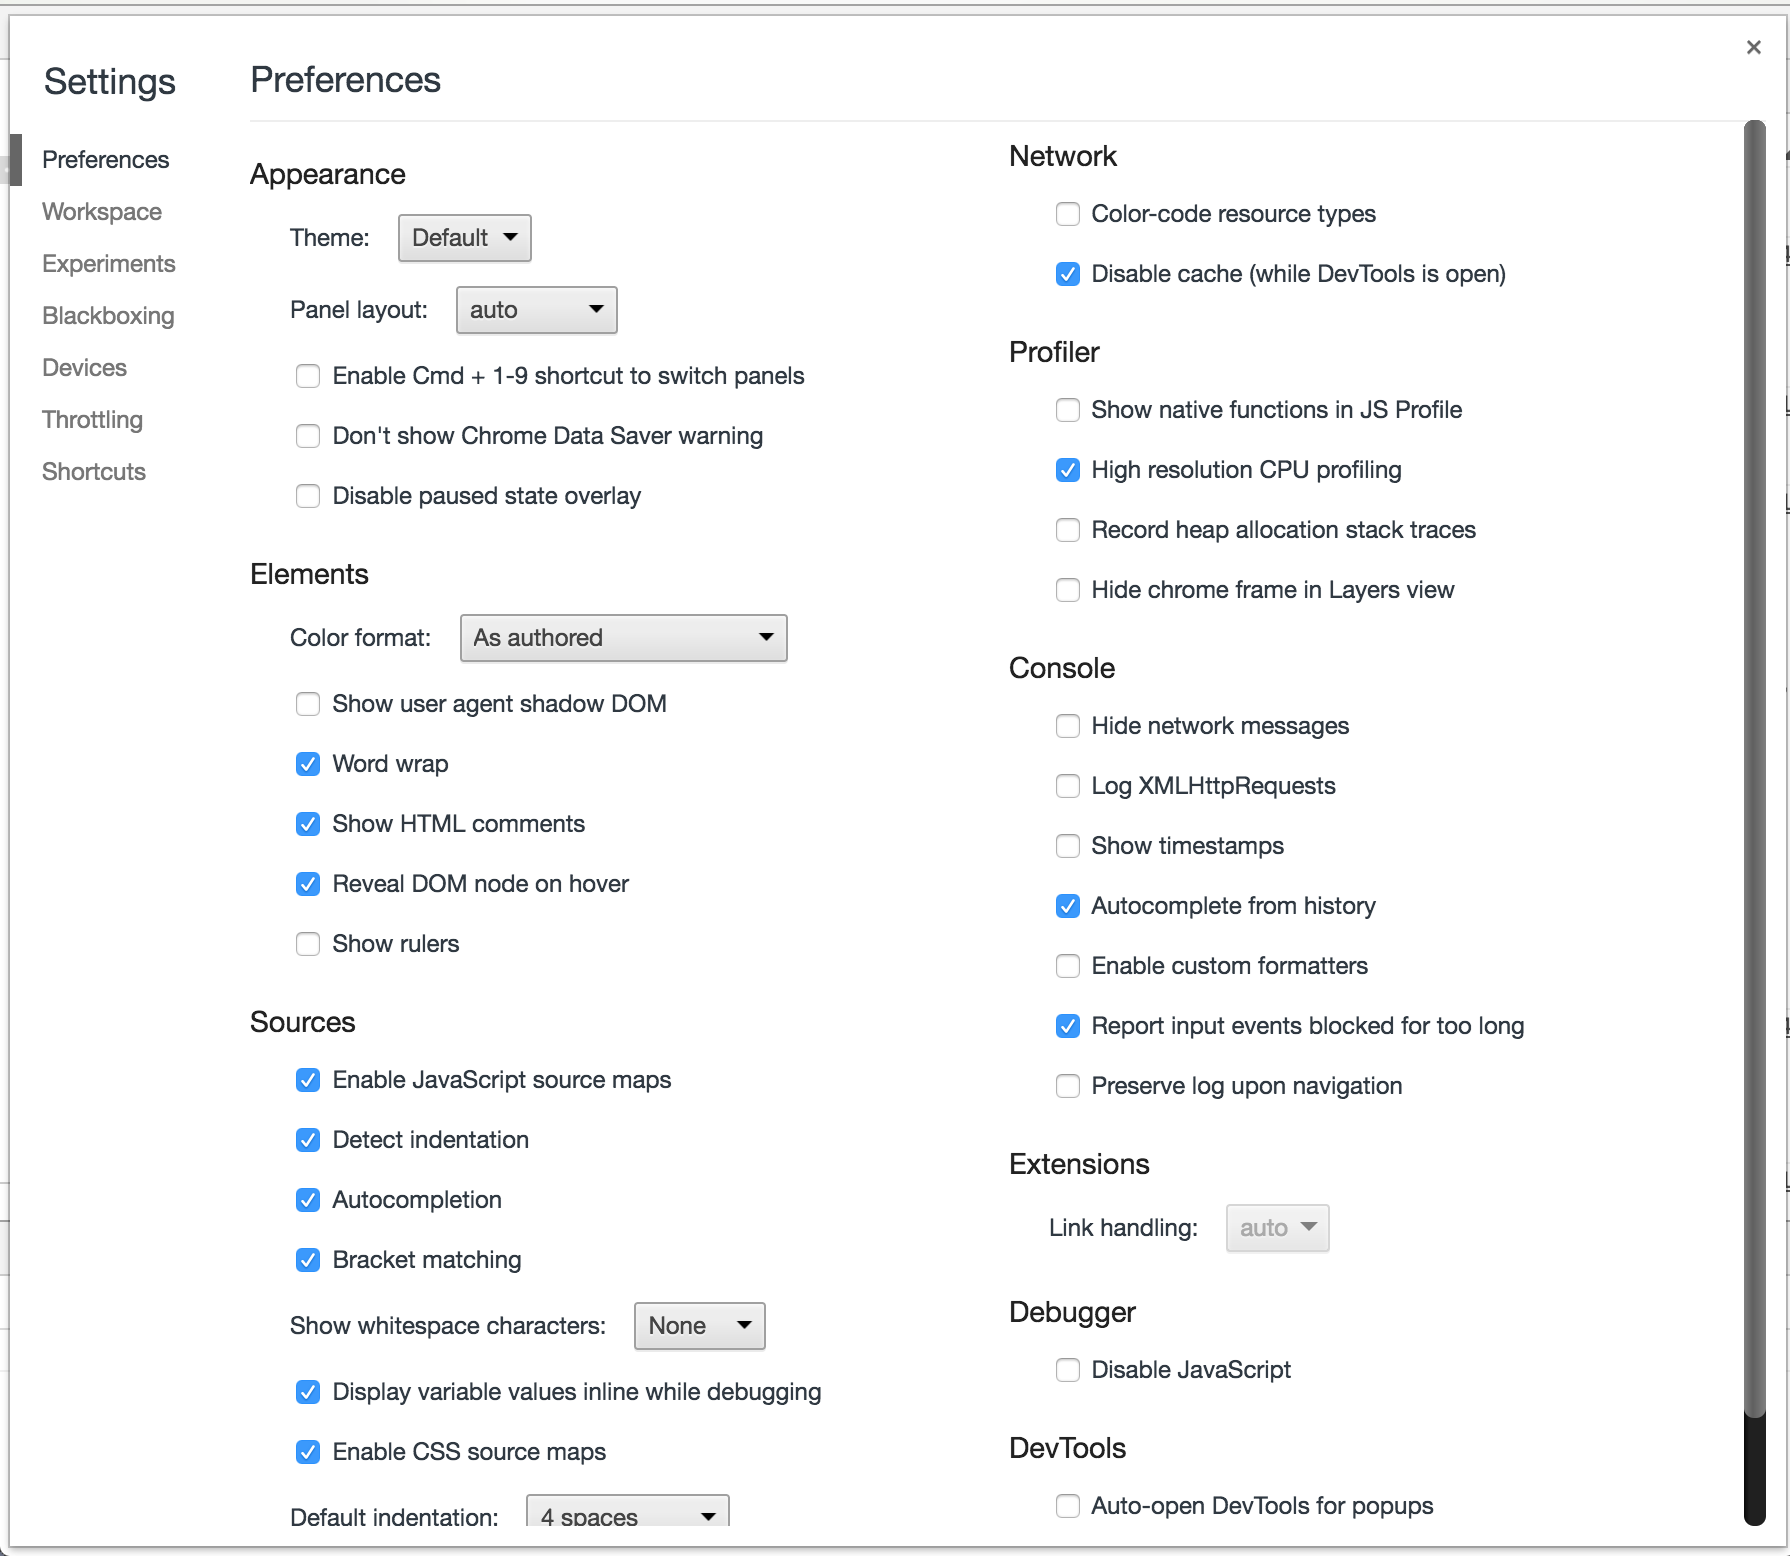 Settings
Preferences
Workspace
Experiments
Blackboxing
Devices
Throttling
Shortcuts
Preferences
Appearance
Theme: Default
Panel layout: auto
Enable Cmd + 1-9 shortcut to switch panels
Don't show Chrome Data Saver warning
Disable paused state overlay
Elements
Color format: As authored
Show user agent shadow DOM
Word wrap
Show HTML comments
Reveal DOM node on hover
Show rulers
Sources
Enable JavaScript source maps
Detect indentation
Autocompletion
Bracket matching
Show whitespace characters: None
Display variable values inline while debugging
Enable CSS source maps
Default indentation: 4 spaces
Network
Color-code resource types
Disable cache (while DevTools is open)
Profiler
Show native functions in JS Profile
High resolution CPU profiling
Record heap allocation stack traces
Hide chrome frame in Layers view
Console
Hide network messages
Log XMLHttpRequests
Show timestamps
Autocomplete from history
Enable custom formatters
Report input events blocked for too long
Preserve log upon navigation
Extensions
Link handling: auto
Debugger
Disable JavaScript
DevTools
Auto-open DevTools for popups